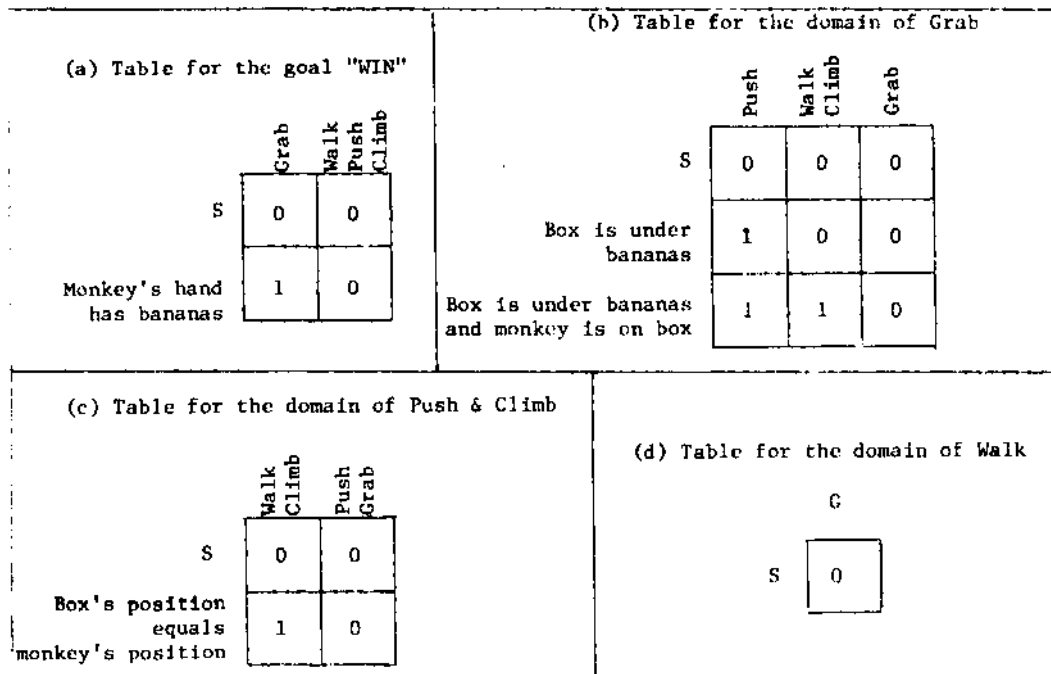 (a) Table for the goal "WIN"
Grab
Walk
Push
Climb
S 0 0
Monkey's hand
has bananas
1 0
(b) Table for the domain of Grab
Push
Walk
Climb
Grab
S 0 0 0
Box is under
bananas
1 0 0
Box is under bananas
and monkey is on box
1 1 0
(c) Table for the domain of Push & Climb
Walk
Climb
Push
Grab
S 0 0
Box's position
equals
monkey's position
1 0
(d) Table for the domain of Walk
G
S 0